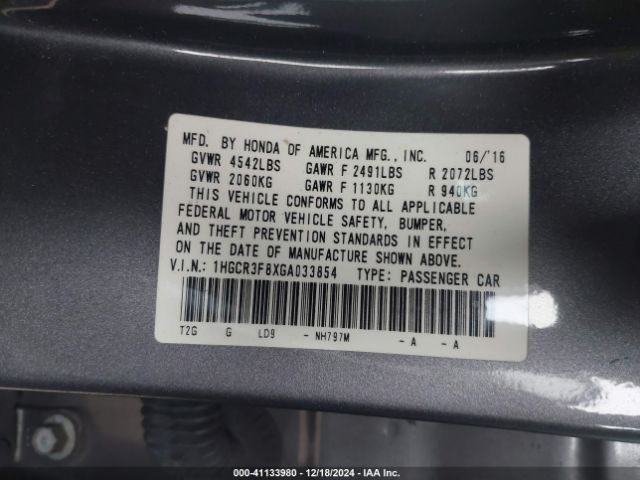 MFD. BY HONDA OF AMERICA MFG., INC. 06/'16
GVWR 4542LBS GAWR F 2491LBS R 2072LBS
GVWR 2060KG GAWR F 1130KG R 940KG
THIS VEHICLE CONFORMS TO ALL APPLICABLE
FEDERAL MOTOR VEHICLE SAFETY, BUMPER,
AND THEFT PREVENTION STANDARDS IN EFFECT
ON THE DATE OF MANUFACTURE SHOWN ABOVE.
V.I.N.: 1HGCR3F8XGA033854 TYPE: PASSENGER CAR
T2G G LD9 - NH797M - A - A
000-41133980 - 12/18/2024 - IAA Inc.